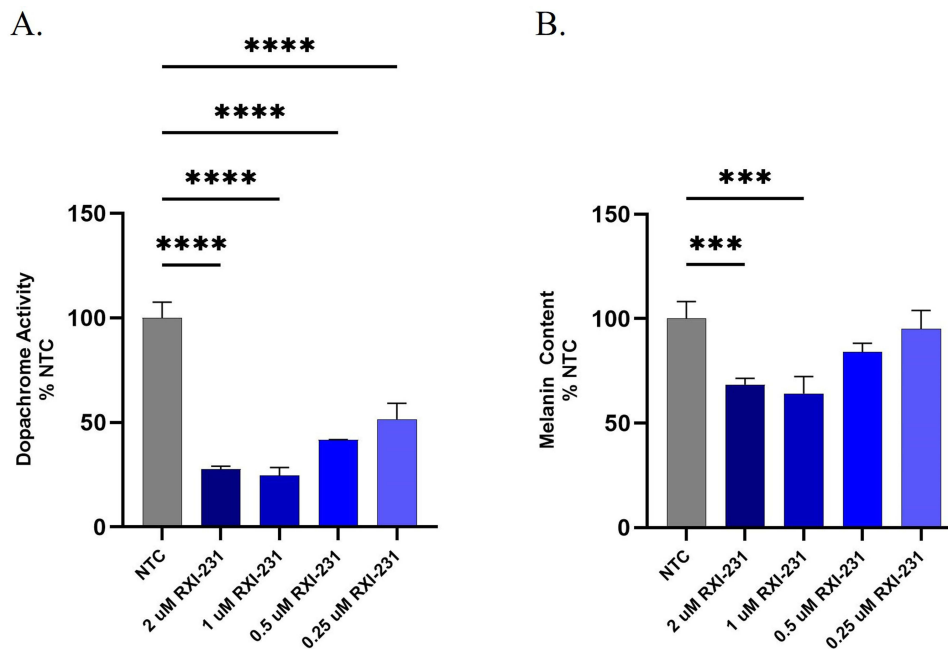 A.
****
****
****
****
150
100
50
0
Dopachrome Activity
% NTC
NTC
2 uM RXI-231
1 uM RXI-231
0.5 uM RXI-231
0.25 uM RXI-231
B.
***
***
150
100
50
0
Melanin Content
% NTC
NTC
2 uM RXI-231
1 uM RXI-231
0.5 uM RXI-231
0.25 uM RXI-231